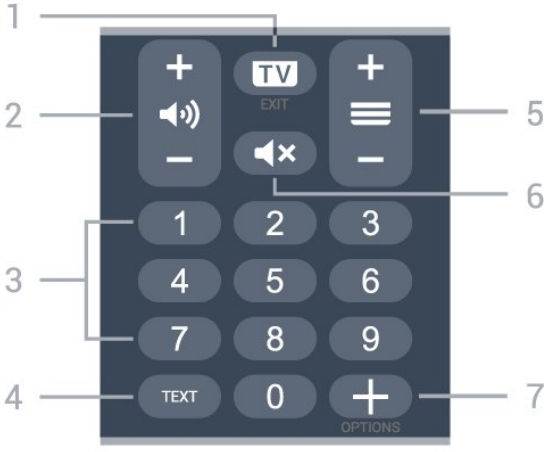 1
+ TV +
EXIT
2 5
− −
6
1 2 3
3
4 5 6
7 8 9
4 TEXT 0 + 7
OPTIONS